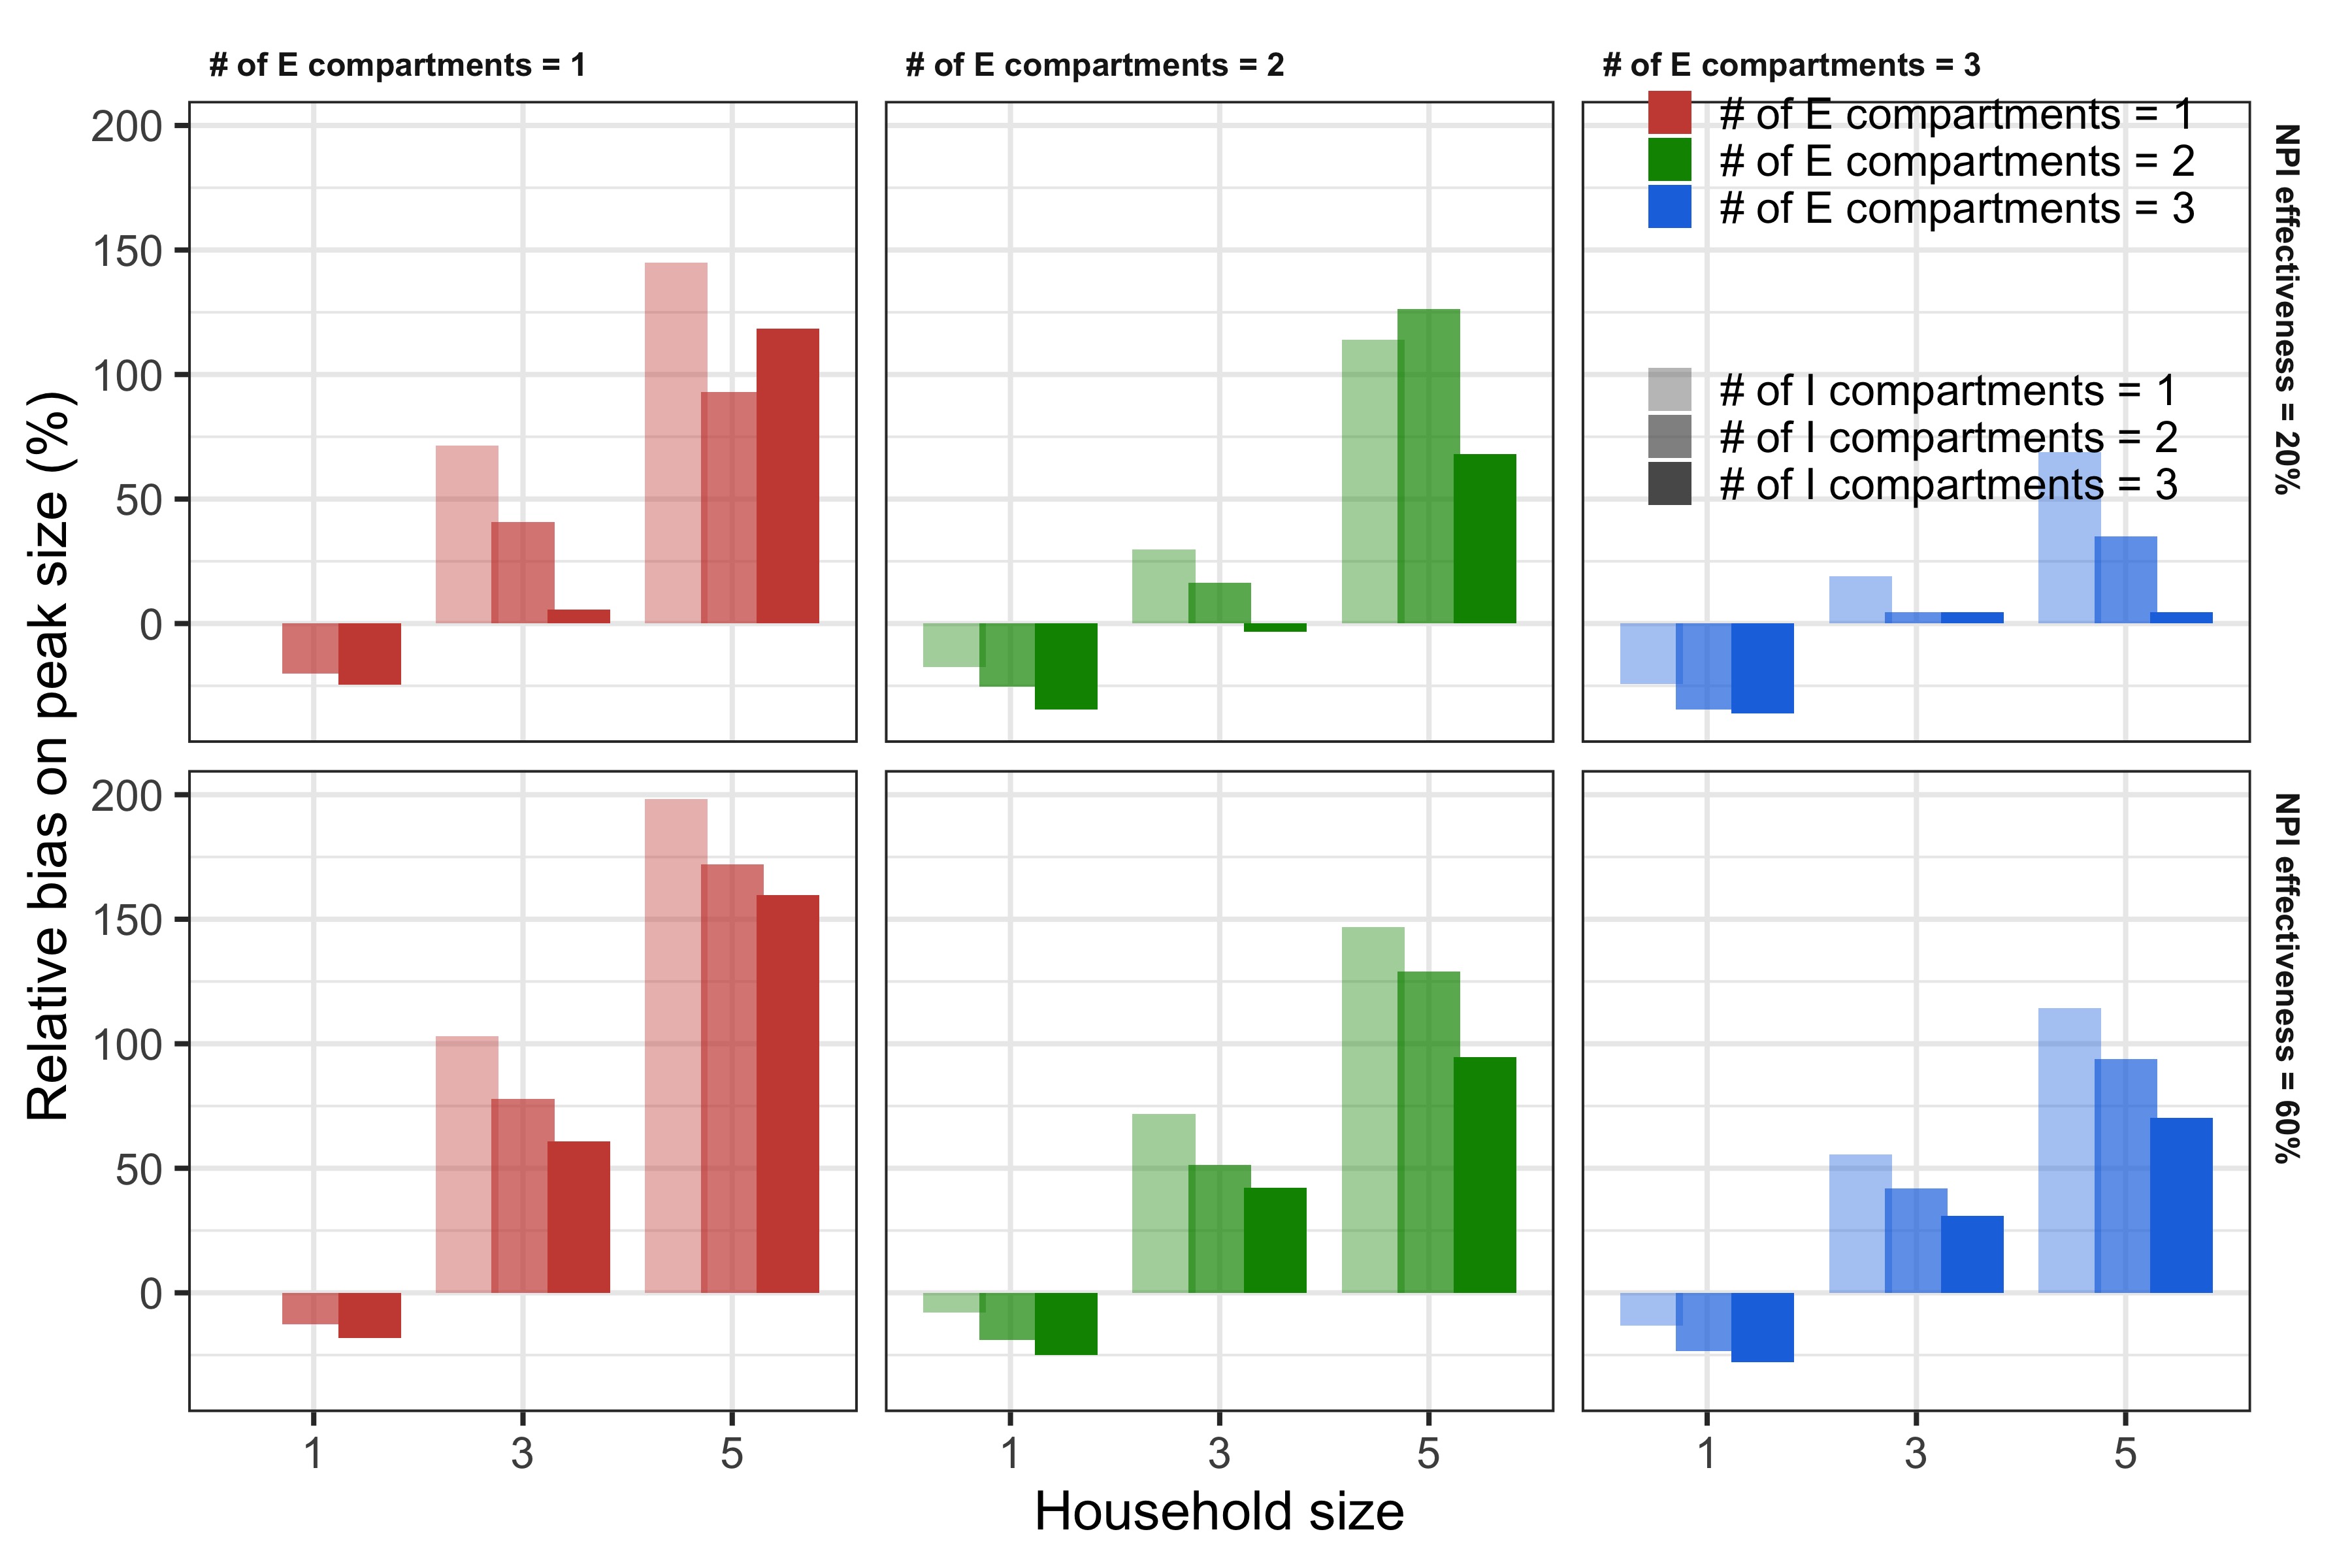 # of E compartments = 1
# of E compartments = 2
# of E compartments = 3
# of E compartments = 1
# of E compartments = 2
# of E compartments = 3
# of I compartments = 1
# of I compartments = 2
# of I compartments = 3
NPI effectiveness = 20%
NPI effectiveness = 60%
Relative bias on peak size (%)
200
150
100
50
0
200
150
100
50
0
1
3
5
1
3
5
1
3
5
Household size